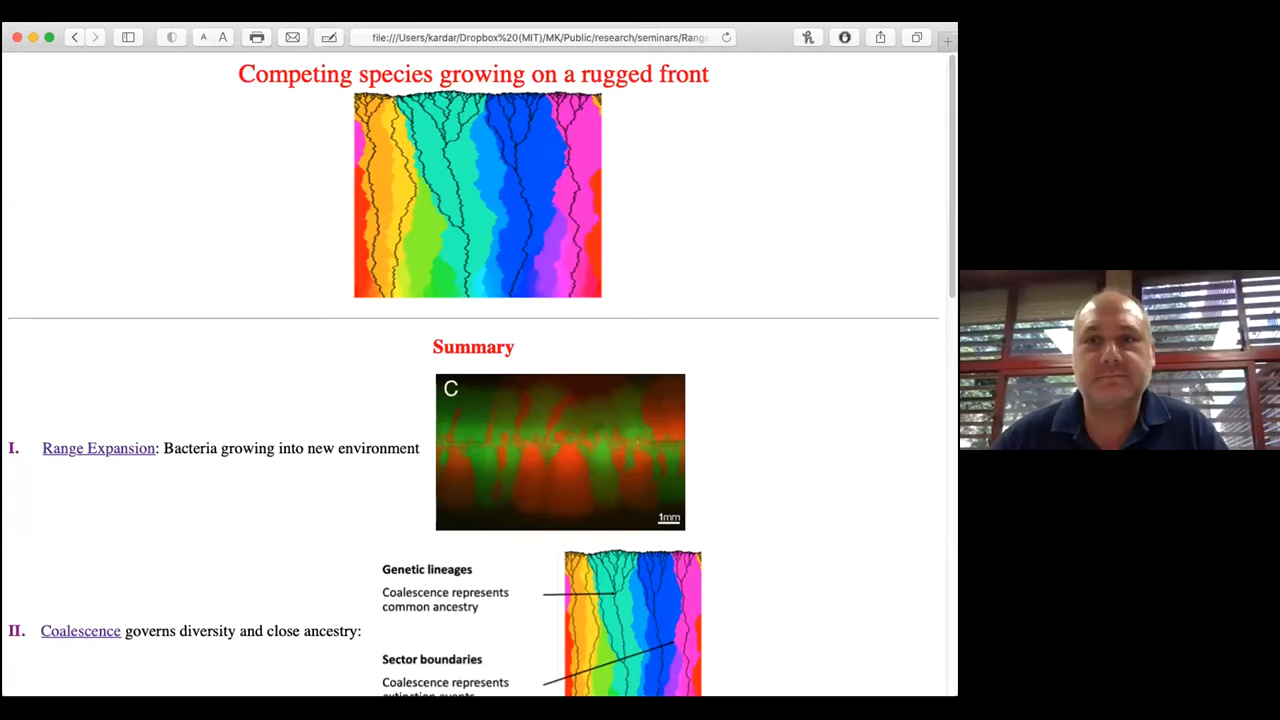 A A
file:///Users/kardar/Dropbox%20(MIT)/MK/Public/research/seminars/Range
Competing species growing on a rugged front
Summary
C
1mm
I. Range Expansion: Bacteria growing into new environment
Genetic lineages
Coalescence represents
common ancestry
II. Coalescence governs diversity and close ancestry:
Sector boundaries
Coalescence represents
extinction events